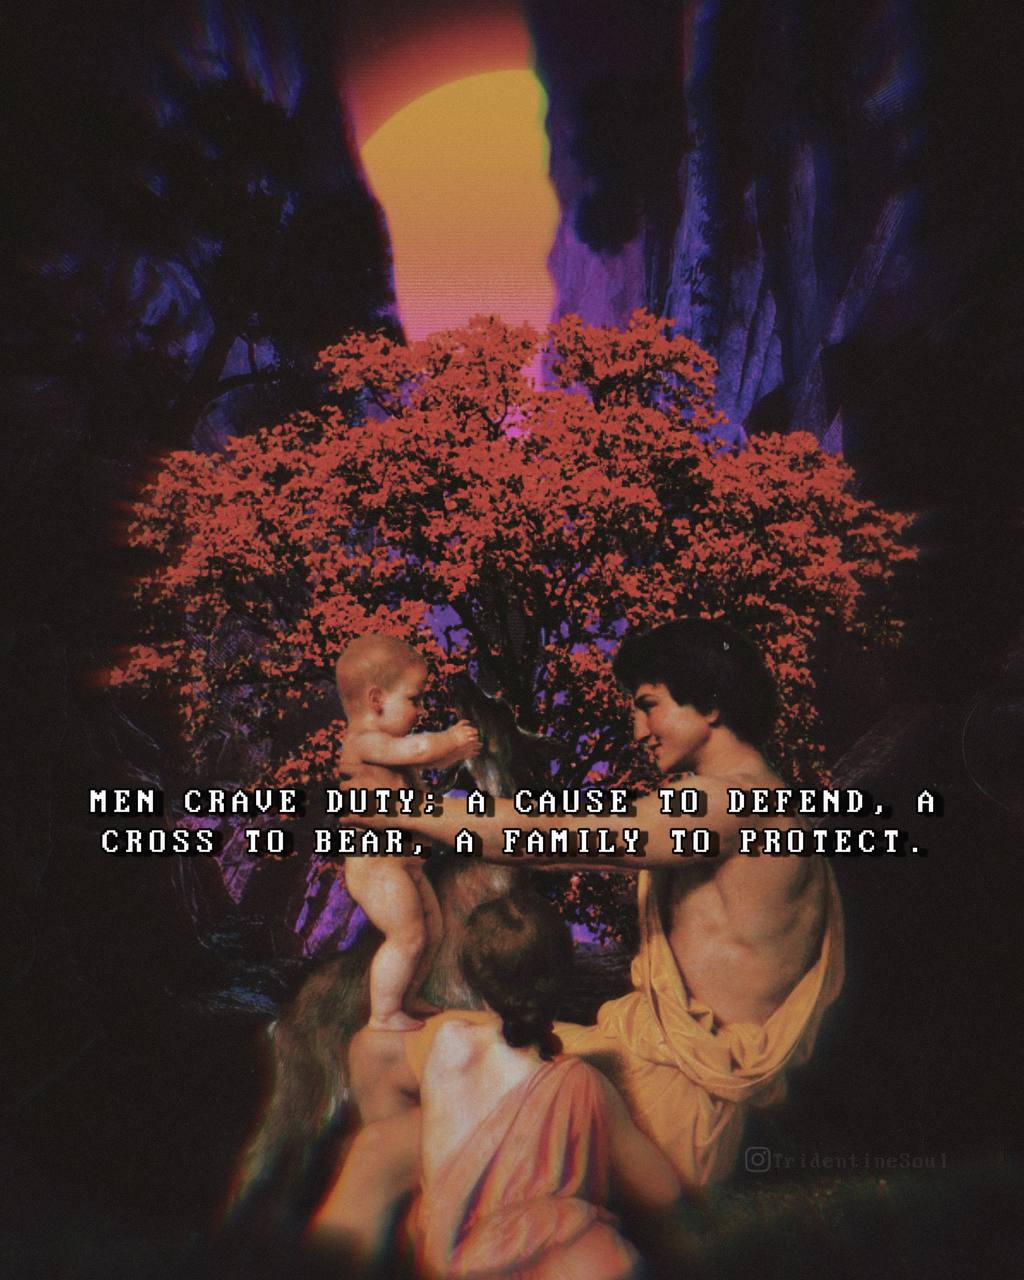 MEN CRAVE DUTY; A CAUSE TO DEFEND, A
CROSS TO BEAR, A FAMILY TO PROTECT.
TridentineSoul